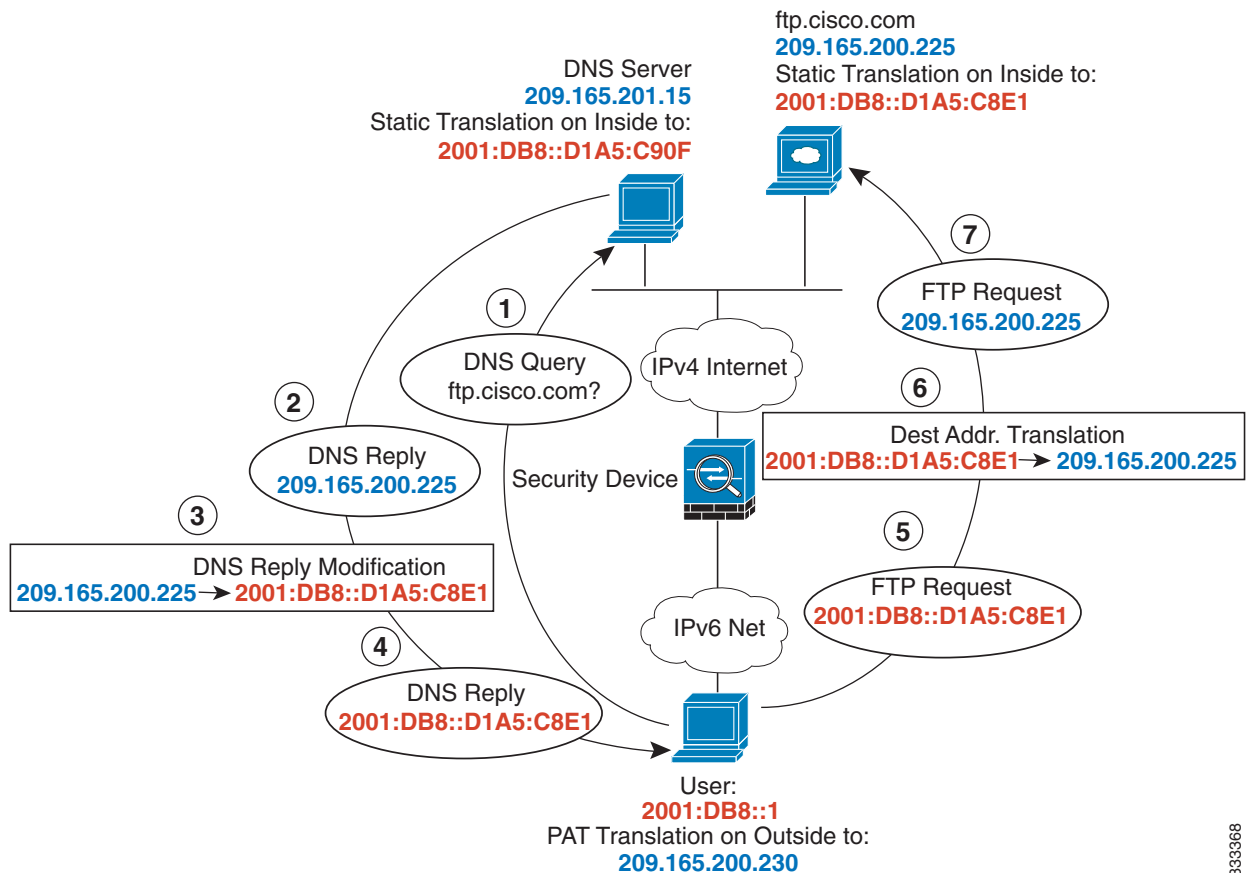 ftp.cisco.com
209.165.200.225
Static Translation on Inside to:
2001:DB8::D1A5:C8E1
DNS Server
209.165.201.15
Static Translation on Inside to:
2001:DB8::D1A5:C90F
1
DNS Query
ftp.cisco.com?
2
DNS Reply
209.165.200.225
3
DNS Reply Modification
209.165.200.225 → 2001:DB8::D1A5:C8E1
4
DNS Reply
2001:DB8::D1A5:C8E1
IPv4 Internet
Security Device
IPv6 Net
7
FTP Request
209.165.200.225
6
Dest Addr. Translation
2001:DB8::D1A5:C8E1 → 209.165.200.225
5
FTP Request
2001:DB8::D1A5:C8E1
User:
2001:DB8::1
PAT Translation on Outside to:
209.165.200.230
333368